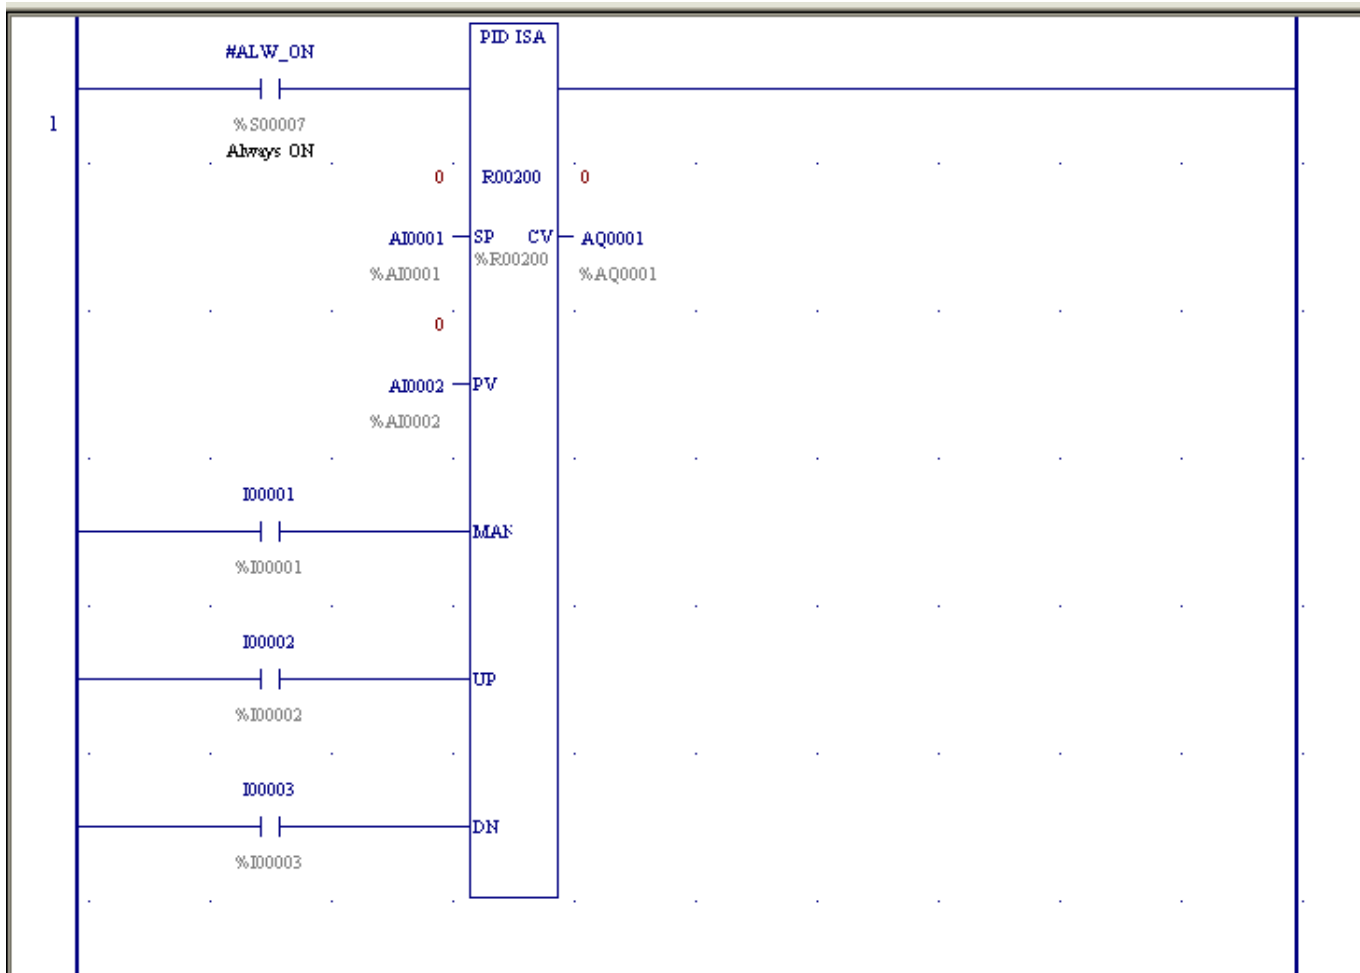 PID ISA
#ALW_ON
1
%S00007
Always ON
0 R00200 0
AI0001 SP CV AQ0001
%R00200
%AI0001 %AQ0001
0
AI0002 PV
%AI0002
I00001
MAN
%I00001
I00002
UP
%I00002
I00003
DN
%I00003